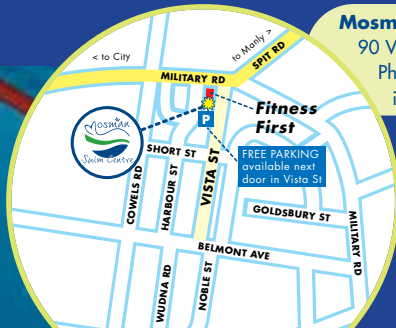 Mosm
90 V
Ph
i
< to City
to Manly >
SPIT RD
MILITARY RD
Fitness
First
P
Mosman
Swim Centre
SHORT ST
FREE PARKING
available next
door in Vista St
COWELS RD
HARBOUR ST
VISTA ST
GOLDSBURY ST
MILITARY RD
BELMONT AVE
WUDNA RD
NOBLE ST